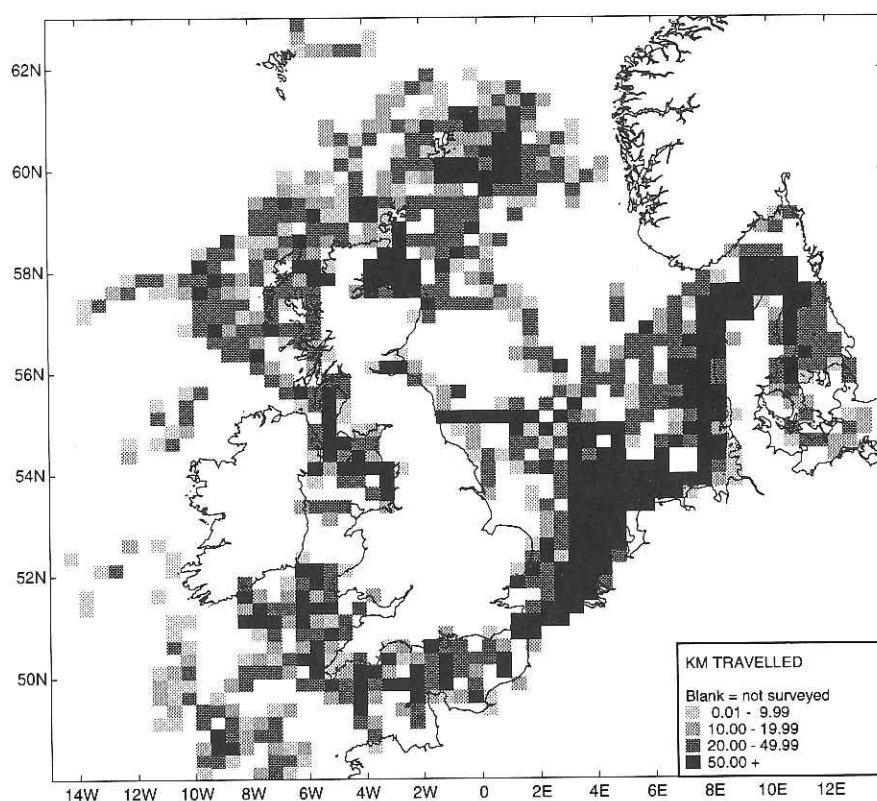 62N
60N
58N
56N
54N
52N
50N
KM TRAVELLED
Blank = not surveyed
0.01 - 9.99
10.00 - 19.99
20.00 - 49.99
50.00 +
14W 12W 10W 8W 6W 4W 2W 0 2E 4E 6E 8E 10E 12E